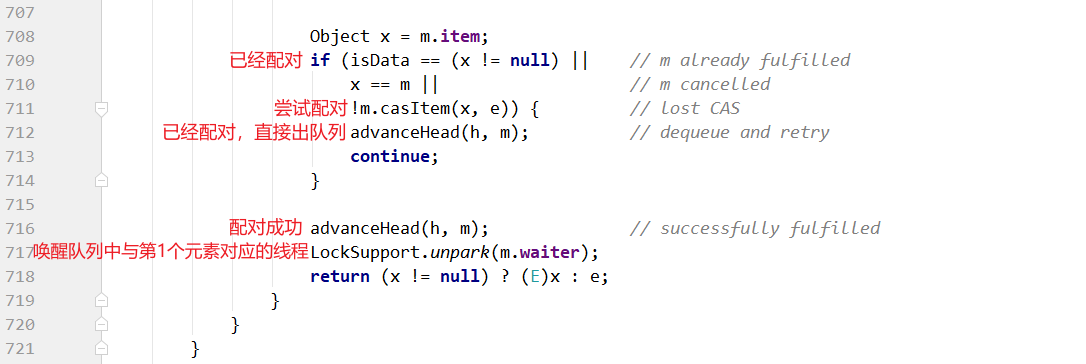 707
708 Object x = m.item;
709 已经配对 if (isData == (x != null) || // m already fulfilled
710 x == m || // m cancelled
711 尝试配对 !m.casItem(x, e)) { // lost CAS
712 已经配对，直接出队列 advanceHead(h, m); // dequeue and retry
713 continue;
714 }
715
716 配对成功 advanceHead(h, m); // successfully fulfilled
717 唤醒队列中与第1个元素对应的线程 LockSupport.unpark(m.waiter);
718 return (x != null) ? (E)x : e;
719 }
720 }
721 }